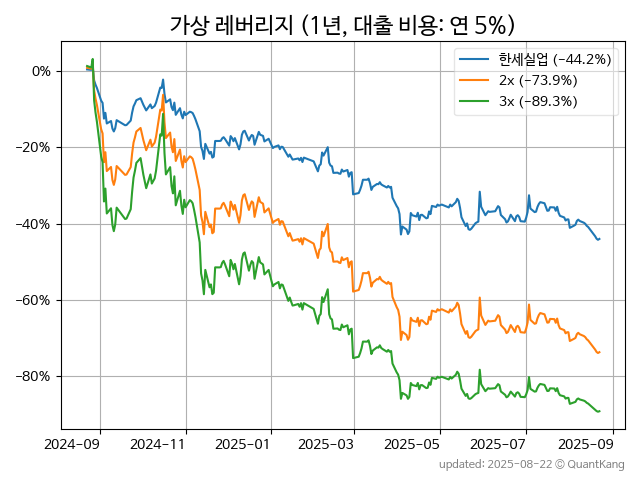 가상 레버리지 (1년, 대출 비용: 연 5%)
한세실업 (−44.2%)
2x (−73.9%)
3x (−89.3%)
0%
−20%
−40%
−60%
−80%
2024-09 2024-11 2025-01 2025-03 2025-05 2025-07 2025-09
updated: 2025-08-22 © QuantKang